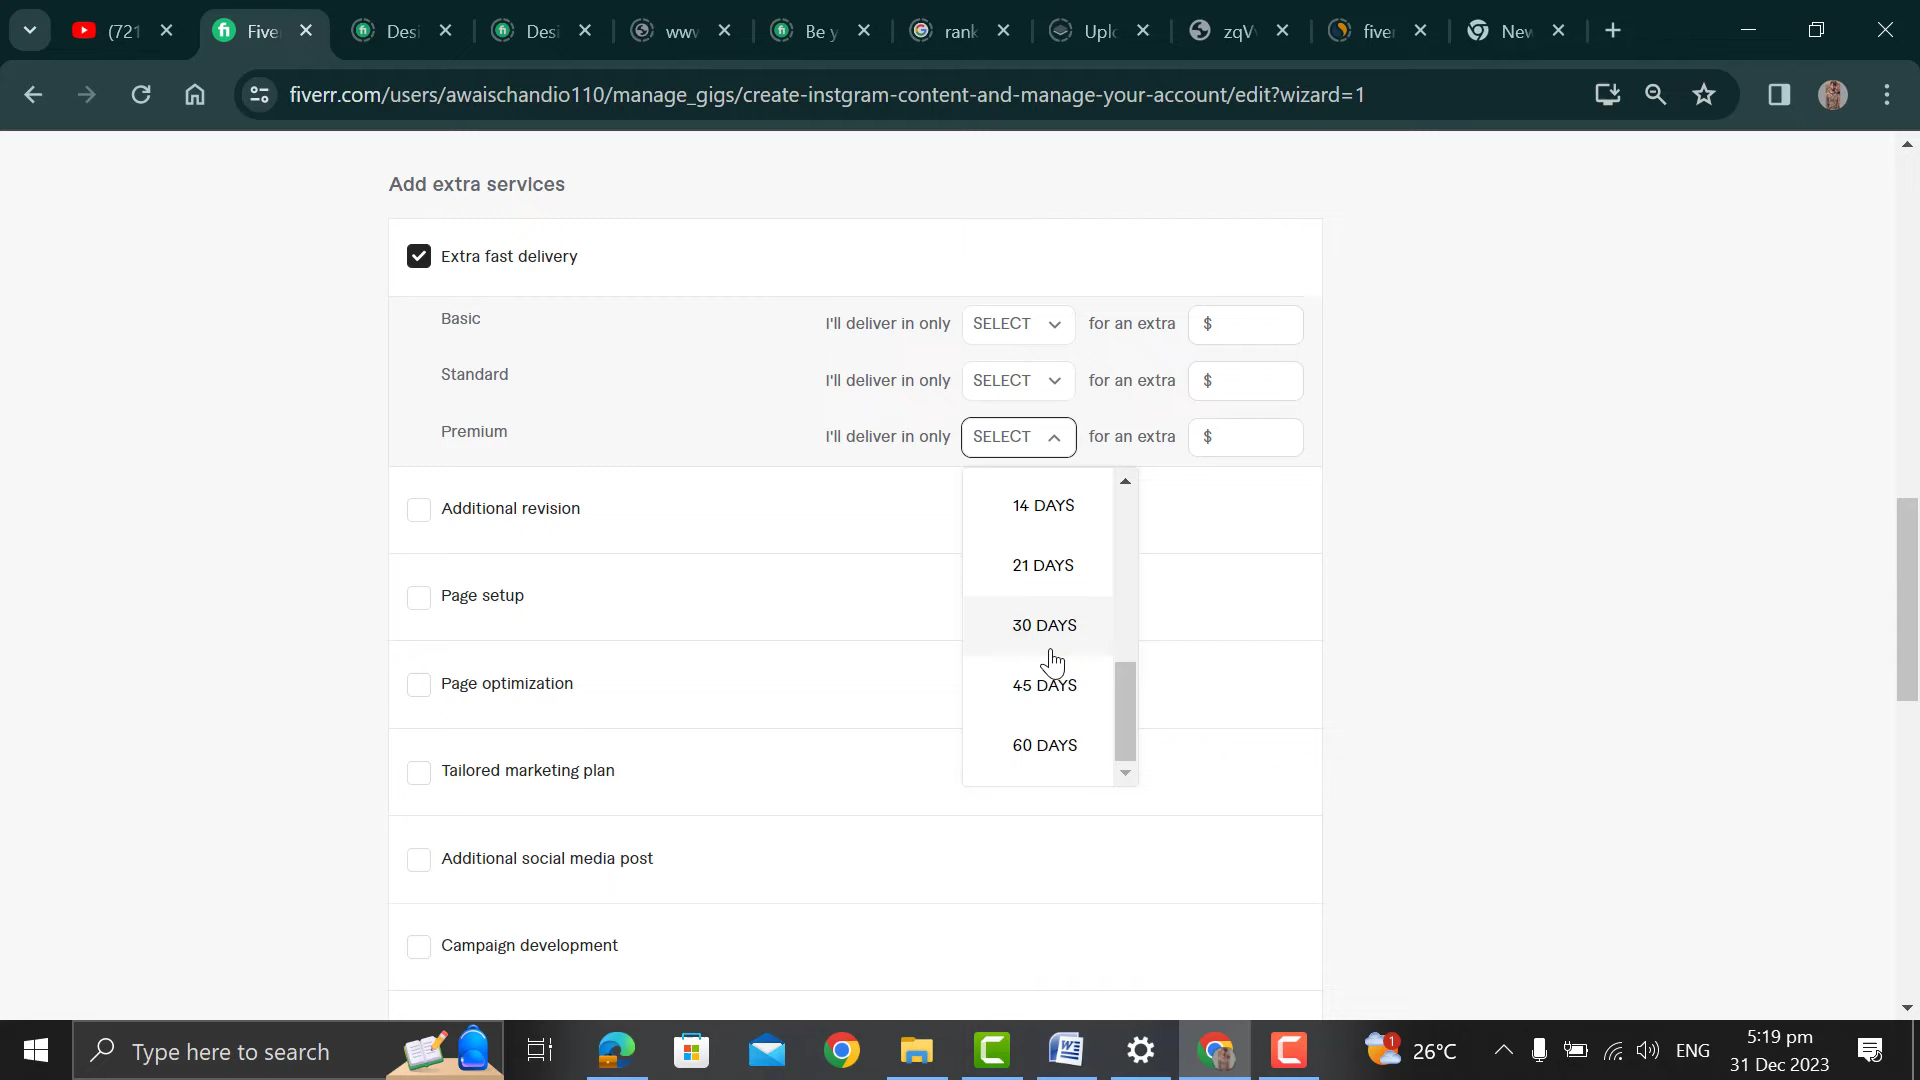 (721
Five
Desi
Desi
www
Be y
rank
Uplo
zqV
fiver
New
fiverr.com/users/awaischandio110/manage_gigs/create-instgram-content-and-manage-your-account/edit?wizard=1
Add extra services
Extra fast delivery
Basic I'll deliver in only SELECT for an extra $
Standard I'll deliver in only SELECT for an extra $
Premium I'll deliver in only SELECT for an extra $
14 DAYS
Additional revision
21 DAYS
Page setup
30 DAYS
Page optimization
45 DAYS
60 DAYS
Tailored marketing plan
Additional social media post
Campaign development
Type here to search
1
26°C
ENG
5:19 pm
31 Dec 2023